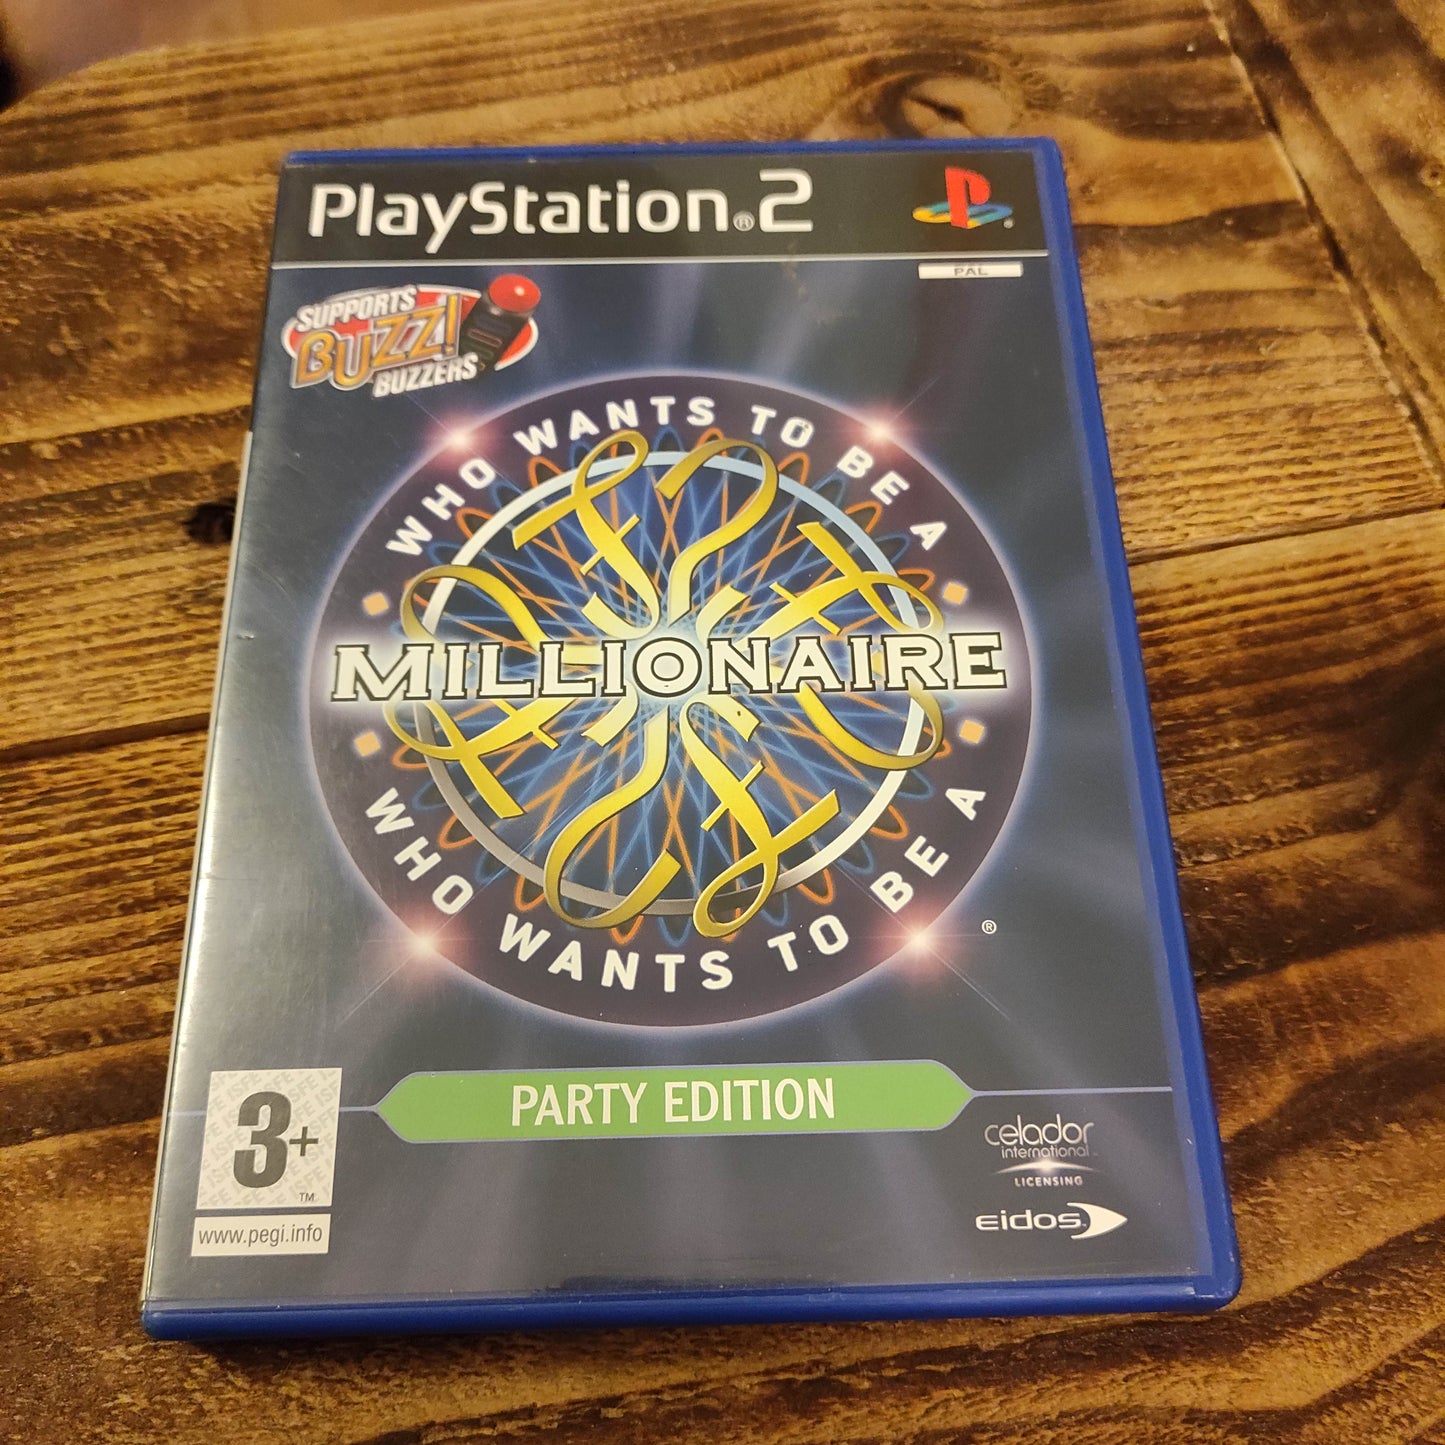 PlayStation®2
PAL
SUPPORTS
BUZZ!
BUZZERS
WHO WANTS TO BE A
MILLIONAIRE
WHO WANTS TO BE A
®
PARTY EDITION
3+
TM
www.pegi.info
celador
international
LICENSING
eidos